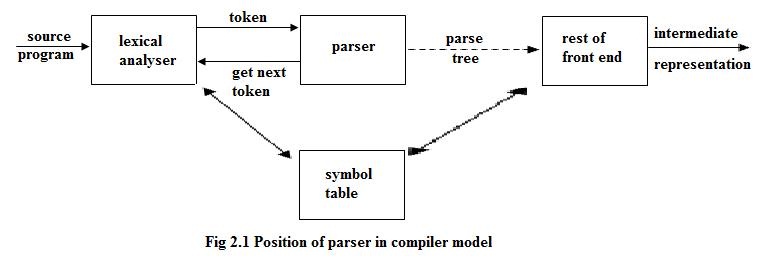 source
program
lexical
analyser
token
get next
token
parser
parse
tree
rest of
front end
intermediate
representation
symbol
table
Fig 2.1 Position of parser in compiler model